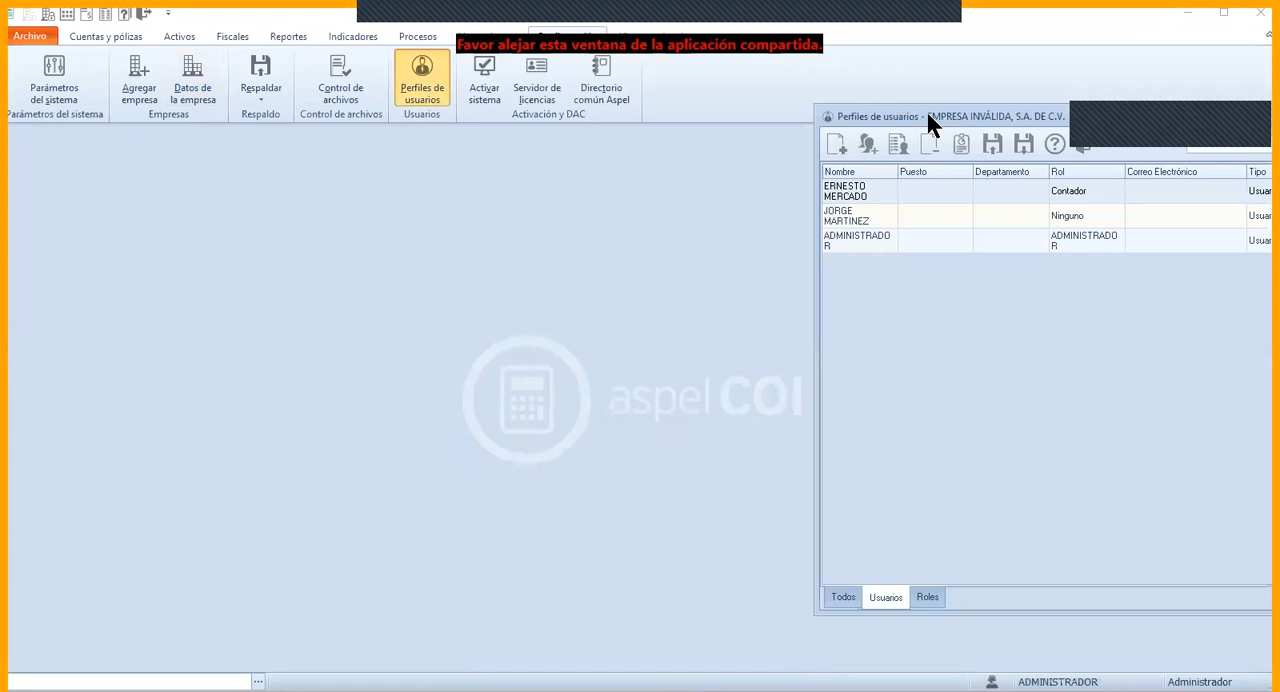 Archivo Cuentas y pólizas Activos Fiscales Reportes Indicadores Procesos
Favor alejar esta ventana de la aplicación compartida.
Parámetros del sistema
Agregar empresa
Datos de la empresa
Respaldar
Control de archivos
Perfiles de usuarios
Activar sistema
Servidor de licencias
Directorio común Aspel
Parámetros del sistema Empresas Respaldo Control de archivos Usuarios Activación y DAC
Perfiles de usuarios - EMPRESA INVÁLIDA, S.A. DE C.V.
Nombre Puesto Departamento Rol Correo Electrónico Tipo
ERNESTO MERCADO Contador Usuar
JORGE MARTINEZ Ninguno Usuar
ADMINISTRADOR ADMINISTRADOR Usuar
aspel COI
Todos Usuarios Roles
ADMINISTRADOR Administrador